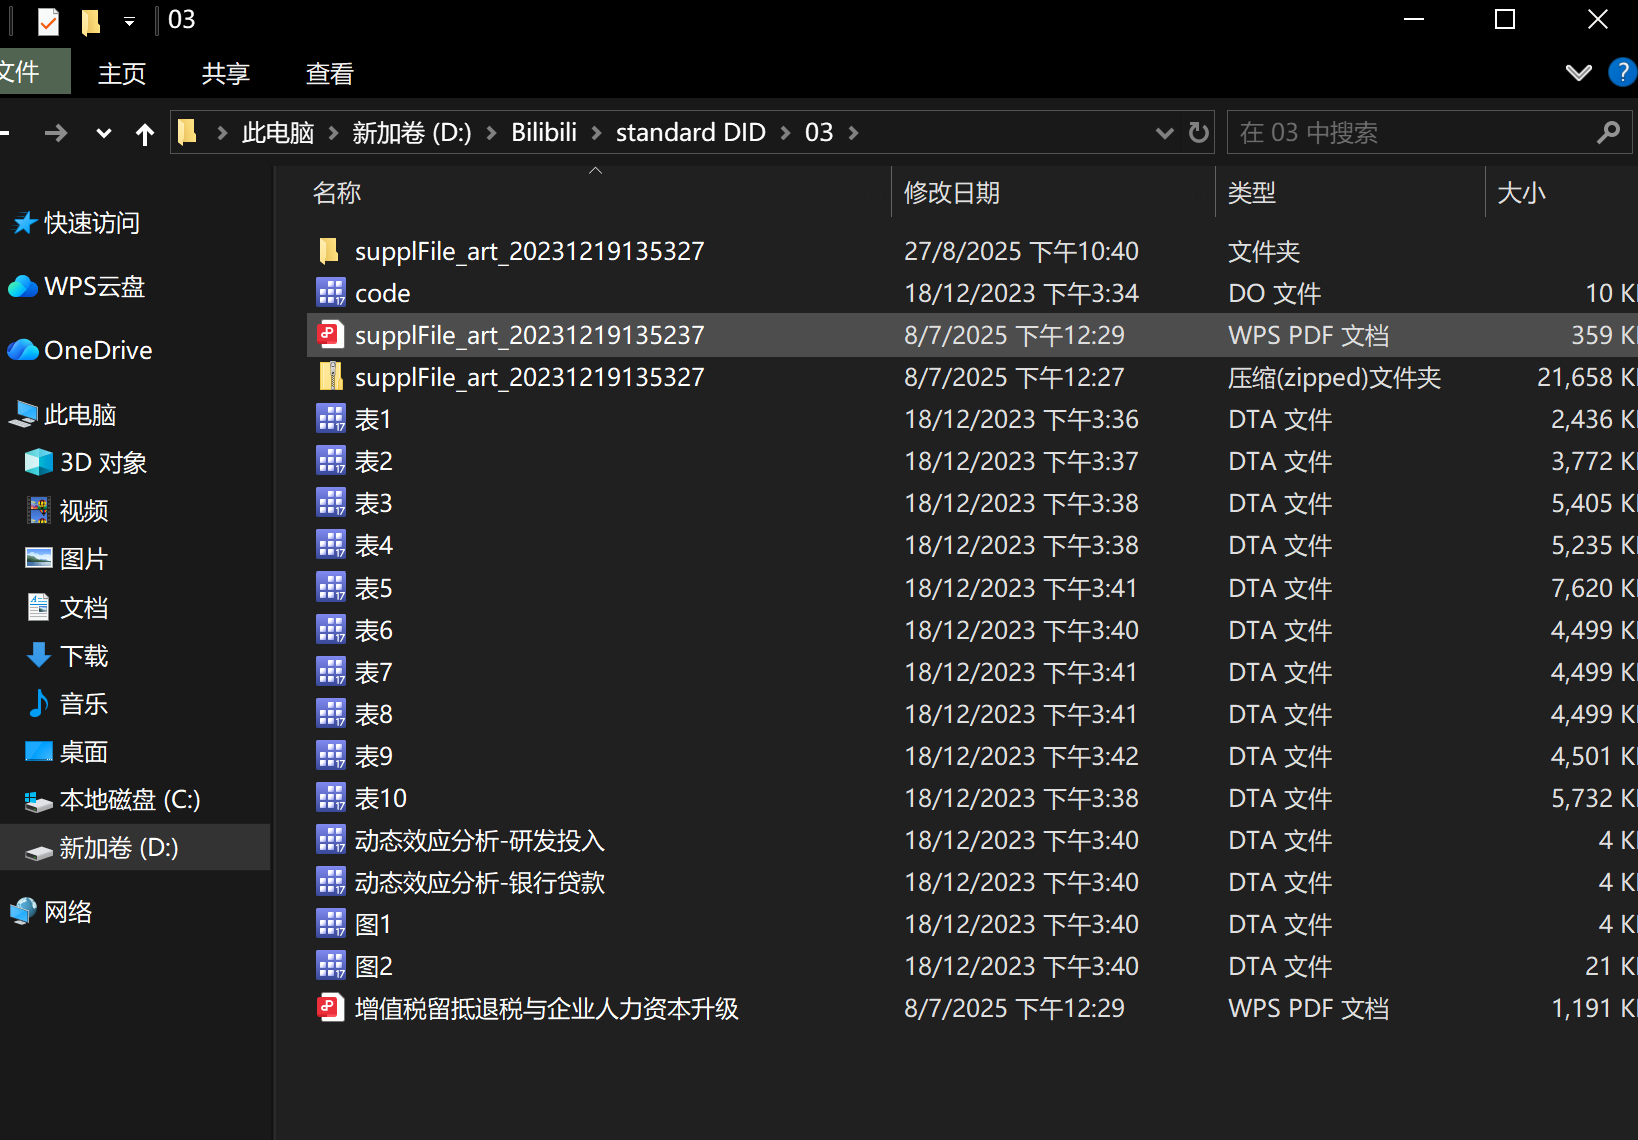 03
文件 主页 共享 查看
此电脑 新加卷 (D:) Bilibili standard DID 03 在 03 中搜索
名称 修改日期 类型 大小
快速访问
WPS云盘
OneDrive
此电脑
3D 对象
视频
图片
文档
下载
音乐
桌面
本地磁盘 (C:)
新加卷 (D:)
网络
supplFile_art_20231219135327 27/8/2025 下午10:40 文件夹
code 18/12/2023 下午3:34 DO 文件 10 K
supplFile_art_20231219135237 8/7/2025 下午12:29 WPS PDF 文档 359 K
supplFile_art_20231219135327 8/7/2025 下午12:27 压缩(zipped)文件夹 21,658 K
表1 18/12/2023 下午3:36 DTA 文件 2,436 K
表2 18/12/2023 下午3:37 DTA 文件 3,772 K
表3 18/12/2023 下午3:38 DTA 文件 5,405 K
表4 18/12/2023 下午3:38 DTA 文件 5,235 K
表5 18/12/2023 下午3:41 DTA 文件 7,620 K
表6 18/12/2023 下午3:40 DTA 文件 4,499 K
表7 18/12/2023 下午3:41 DTA 文件 4,499 K
表8 18/12/2023 下午3:41 DTA 文件 4,499 K
表9 18/12/2023 下午3:42 DTA 文件 4,501 K
表10 18/12/2023 下午3:38 DTA 文件 5,732 K
动态效应分析-研发投入 18/12/2023 下午3:40 DTA 文件 4 K
动态效应分析-银行贷款 18/12/2023 下午3:40 DTA 文件 4 K
图1 18/12/2023 下午3:40 DTA 文件 4 K
图2 18/12/2023 下午3:40 DTA 文件 21 K
增值税留抵退税与企业人力资本升级 8/7/2025 下午12:29 WPS PDF 文档 1,191 K